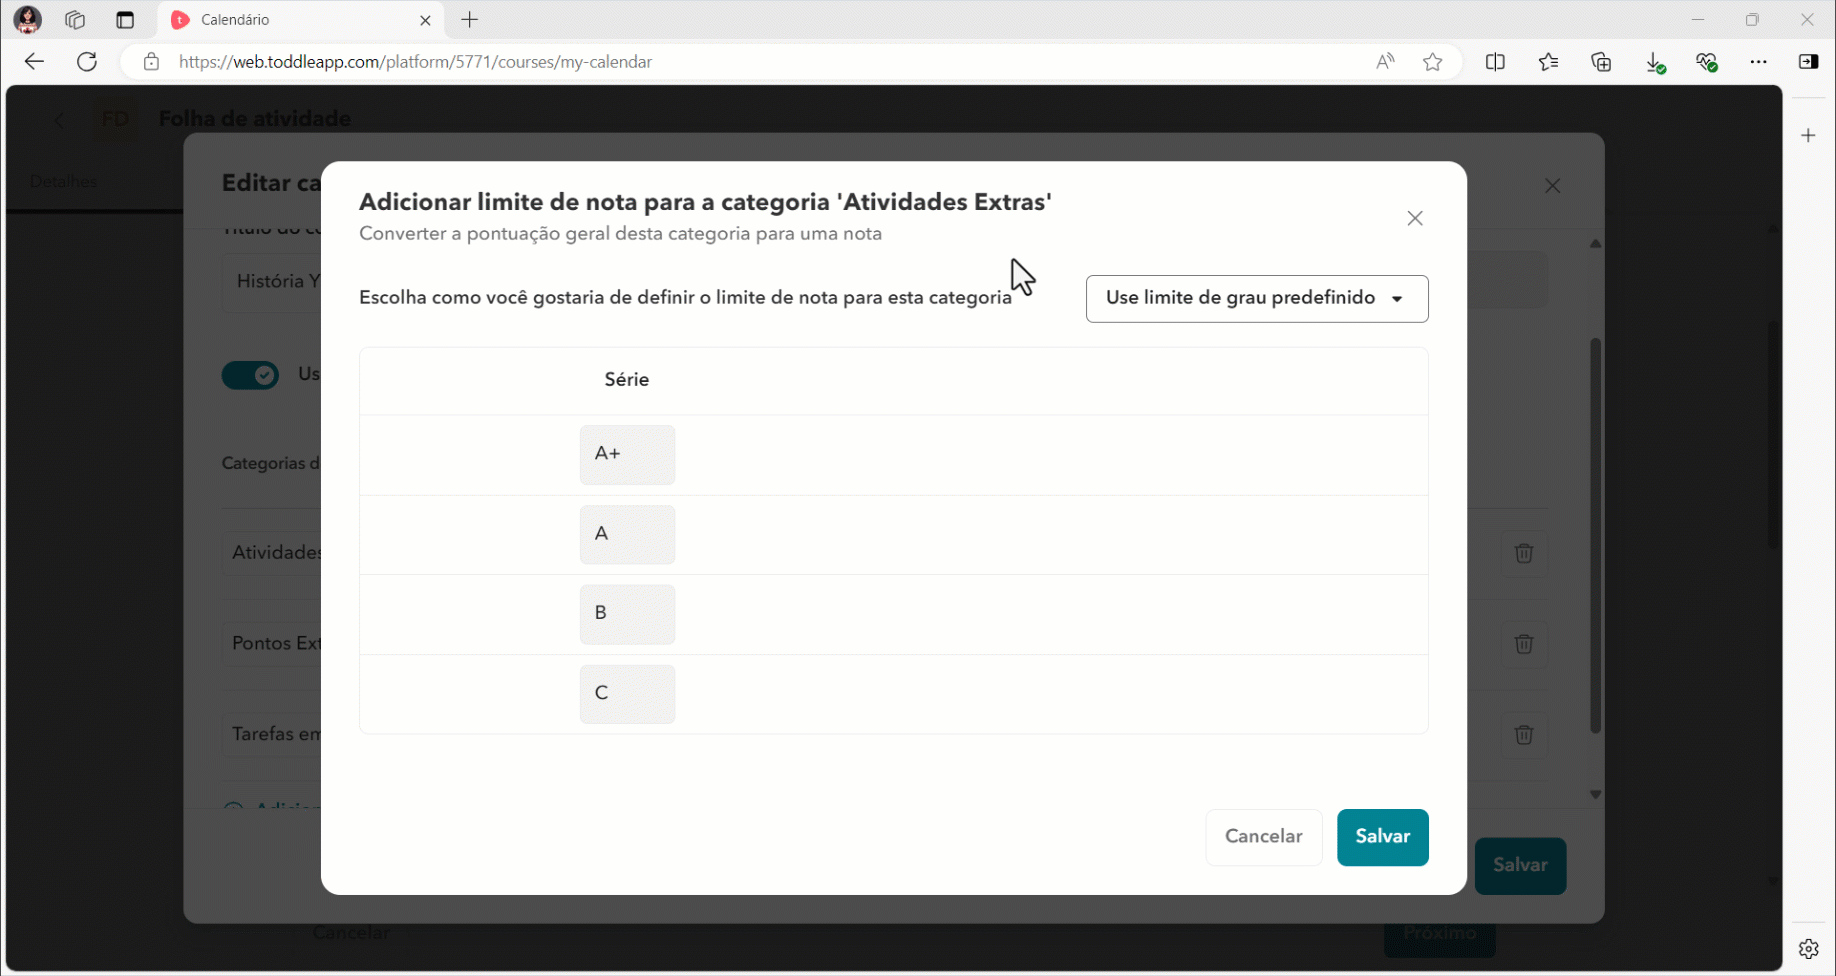 Calendário
https://web.toddleapp.com/platform/5771/courses/my-calendar
FD Folha de atividade
Detalhes
Editar ca
Adicionar limite de nota para a categoria 'Atividades Extras'
Converter a pontuação geral desta categoria para uma nota
História Y
Escolha como você gostaria de definir o limite de nota para esta categoria
Use limite de grau predefinido
Us
Série
A+
Categorias d
A
Atividades
B
Pontos Ext
C
Tarefas em
Adicion
Cancelar
Salvar
Salvar
Cancelar
Próximo